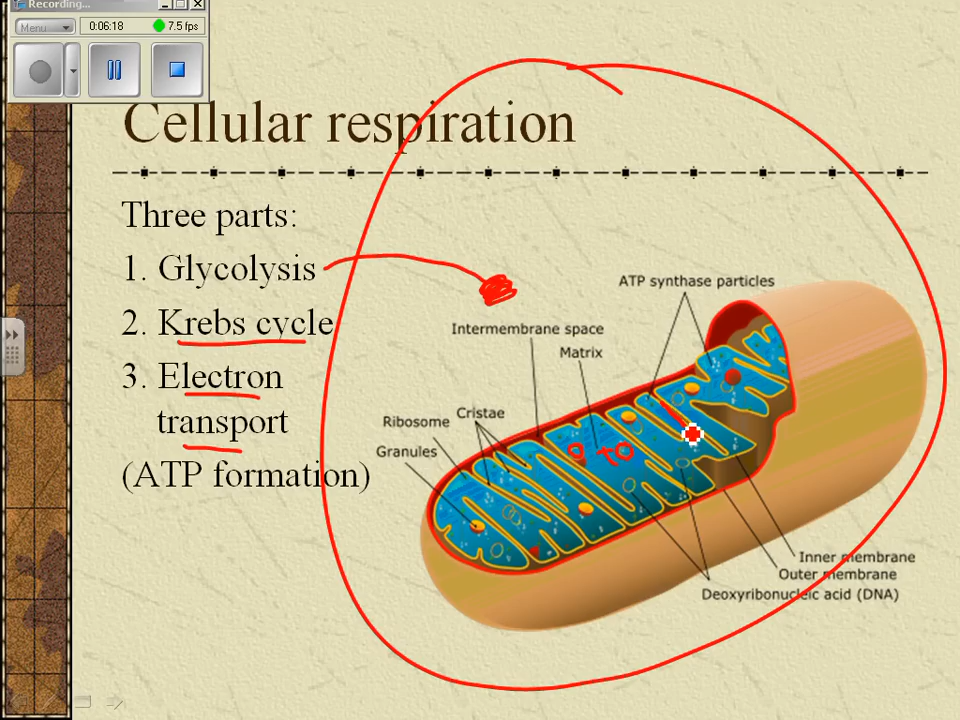 Recording...
Menu
0:06:18
7.5 fps
Cellular respiration
Three parts:
1. Glycolysis
2. Krebs cycle
3. Electron
transport
(ATP formation)
ATP synthase particles
Intermembrane space
Matrix
Cristae
Ribosome
Granules
Inner membrane
Outer membrane
Deoxyribonucleic acid (DNA)